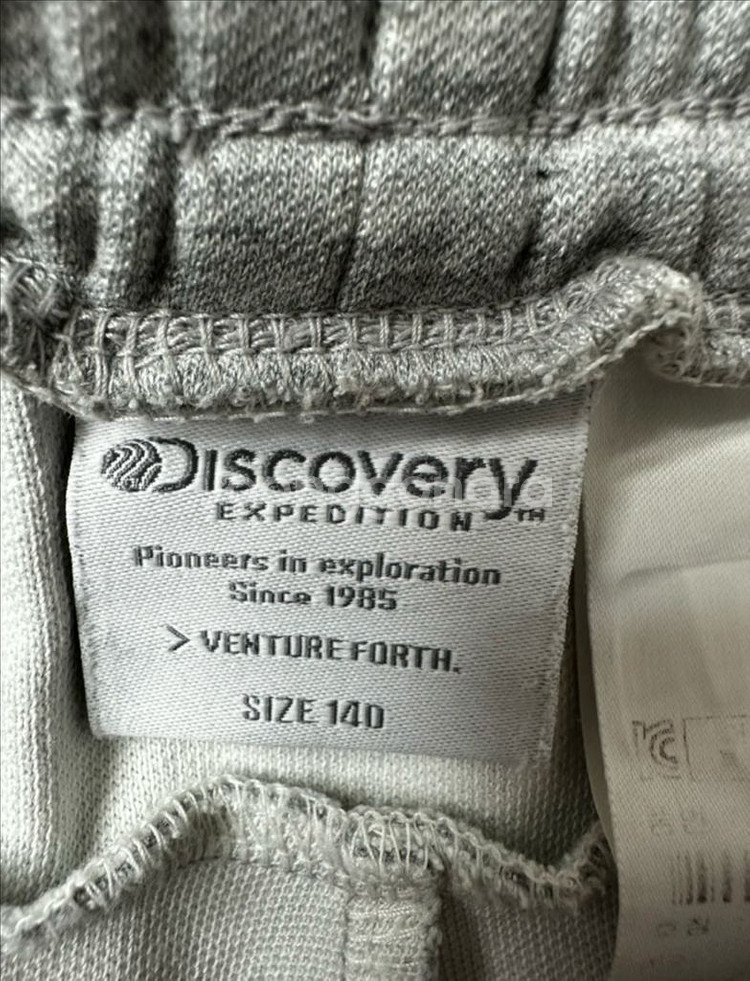 DISCOVERY
EXPEDITION TM
Pioneers in exploration
Since 1985
> VENTURE FORTH.
SIZE 140